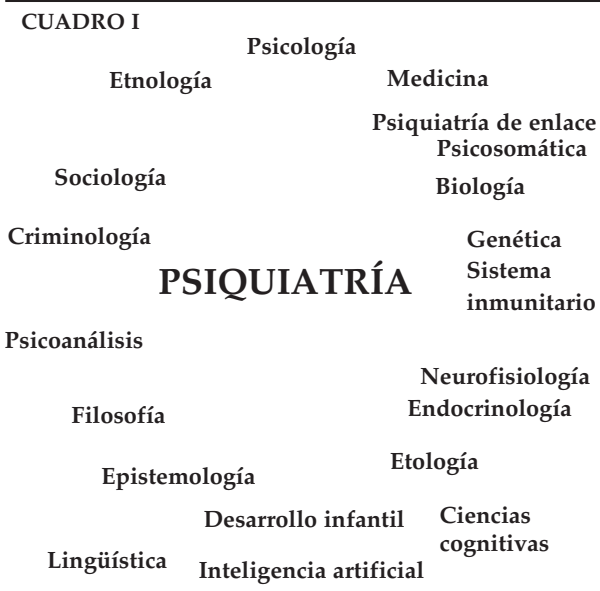 CUADRO I
Psicología
Etnología
Medicina
Psiquiatría de enlace
Psicosomática
Sociología
Biología
Criminología
Genética
PSIQUIATRÍA
Sistema
inmunitario
Psicoanálisis
Neurofisiología
Filosofía
Endocrinología
Etología
Epistemología
Desarrollo infantil
Ciencias
cognitivas
Lingüística
Inteligencia artificial